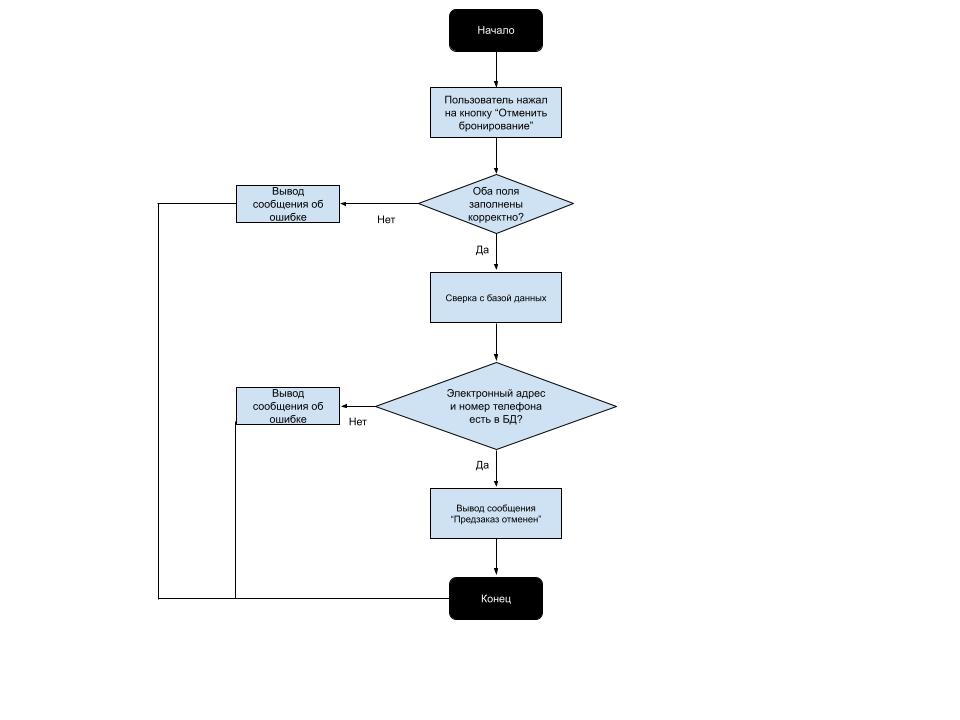 Начало
Пользователь нажал
на кнопку “Отменить
бронирование”
Оба поля
заполнены
корректно?
Вывод
сообщения об
ошибке
Нет
Да
Сверка с базой данных
Электронный адрес
и номер телефона
есть в БД?
Вывод
сообщения об
ошибке
Нет
Да
Вывод сообщения
“Предзаказ отменен”
Конец